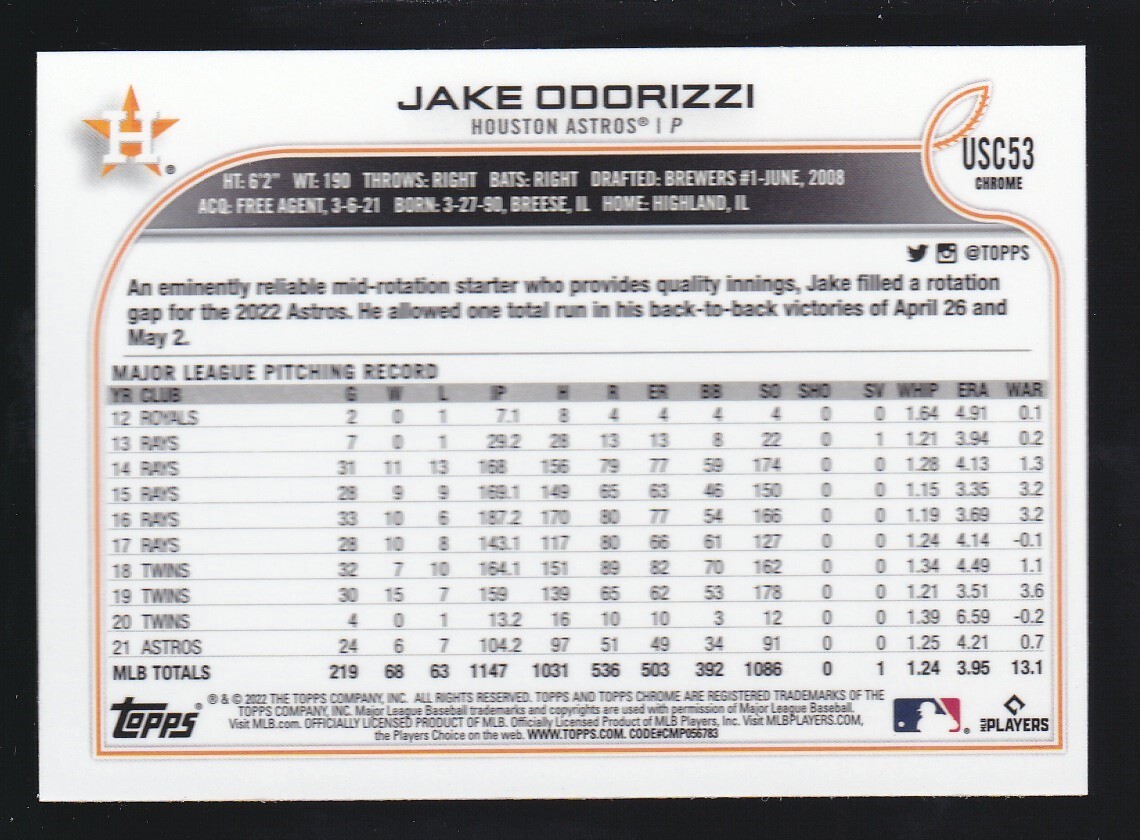 H ®
JAKE ODORIZZI
HOUSTON ASTROS® | P
USC53
CHROME
HT: 6'2" WT: 190 THROWS: RIGHT BATS: RIGHT DRAFTED: BREWERS #1-JUNE, 2008
ACQ: FREE AGENT, 3-6-21 BORN: 3-27-90, BREESE, IL HOME: HIGHLAND, IL
@TOPPS
An eminently reliable mid-rotation starter who provides quality innings, Jake filled a rotation
gap for the 2022 Astros. He allowed one total run in his back-to-back victories of April 26 and
May 2.
MAJOR LEAGUE PITCHING RECORD
YR CLUB G W L IP H R ER BB SO SHO SV WHIP ERA WAR
12 ROYALS 2 0 1 7.1 8 4 4 4 4 0 0 1.64 4.91 0.1
13 RAYS 7 0 1 29.2 28 13 13 8 22 0 1 1.21 3.94 0.2
14 RAYS 31 11 13 168 156 79 77 59 174 0 0 1.28 4.13 1.3
15 RAYS 28 9 9 169.1 149 65 63 46 150 0 0 1.15 3.35 3.2
16 RAYS 33 10 6 187.2 170 80 77 54 166 0 0 1.19 3.69 3.2
17 RAYS 28 10 8 143.1 117 80 66 61 127 0 0 1.24 4.14 -0.1
18 TWINS 32 7 10 164.1 151 89 82 70 162 0 0 1.34 4.49 1.1
19 TWINS 30 15 7 159 139 65 62 53 178 0 0 1.21 3.51 3.6
20 TWINS 4 0 1 13.2 16 10 10 3 12 0 0 1.39 6.59 -0.2
21 ASTROS 24 6 7 104.2 97 51 49 34 91 0 0 1.25 4.21 0.7
MLB TOTALS 219 68 63 1147 1031 536 503 392 1086 0 1 1.24 3.95 13.1
topps®
® & © 2022 THE TOPPS COMPANY, INC. ALL RIGHTS RESERVED. TOPPS AND TOPPS CHROME ARE REGISTERED TRADEMARKS OF THE
TOPPS COMPANY, INC. Major League Baseball trademarks and copyrights are used with permission of Major League Baseball.
Visit MLB.com. OFFICIALLY LICENSED PRODUCT OF MLB. Officially Licensed Product of MLB Players, Inc. Visit MLBPLAYERS.COM,
the Players Choice on the web. WWW.TOPPS.COM. CODE#CMP056783
®
MLB PLAYERS